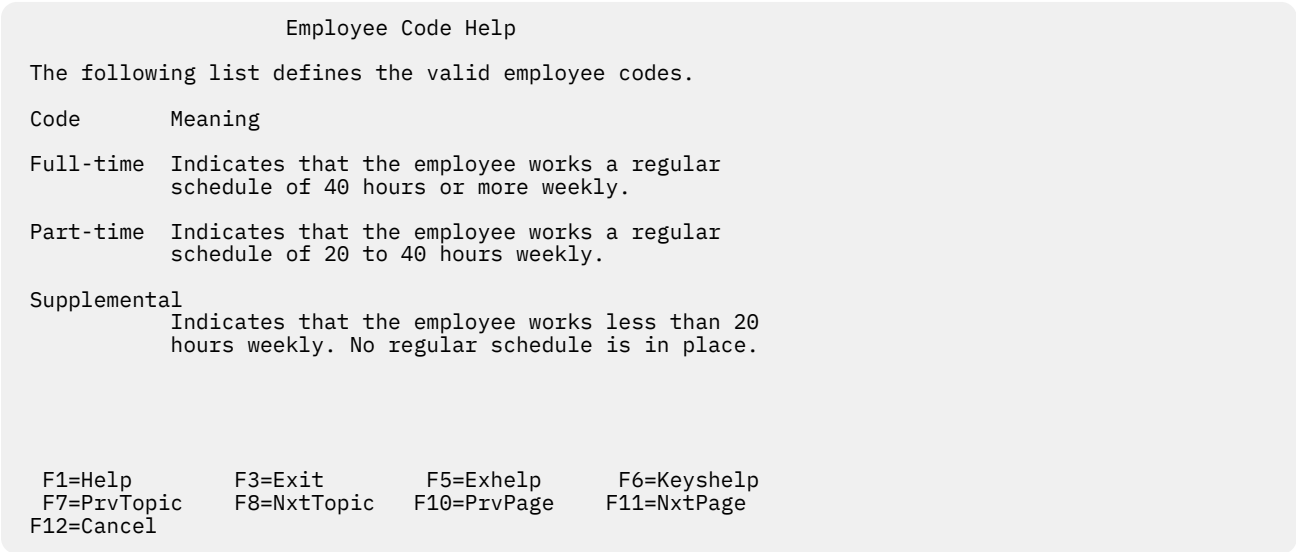 Employee Code Help
The following list defines the valid employee codes.
Code Meaning
Full-time Indicates that the employee works a regular
schedule of 40 hours or more weekly.
Part-time Indicates that the employee works a regular
schedule of 20 to 40 hours weekly.
Supplemental
Indicates that the employee works less than 20
hours weekly. No regular schedule is in place.
F1=Help F3=Exit F5=Exhelp F6=Keyshelp
F7=PrvTopic F8=NxtTopic F10=PrvPage F11=NxtPage
F12=Cancel